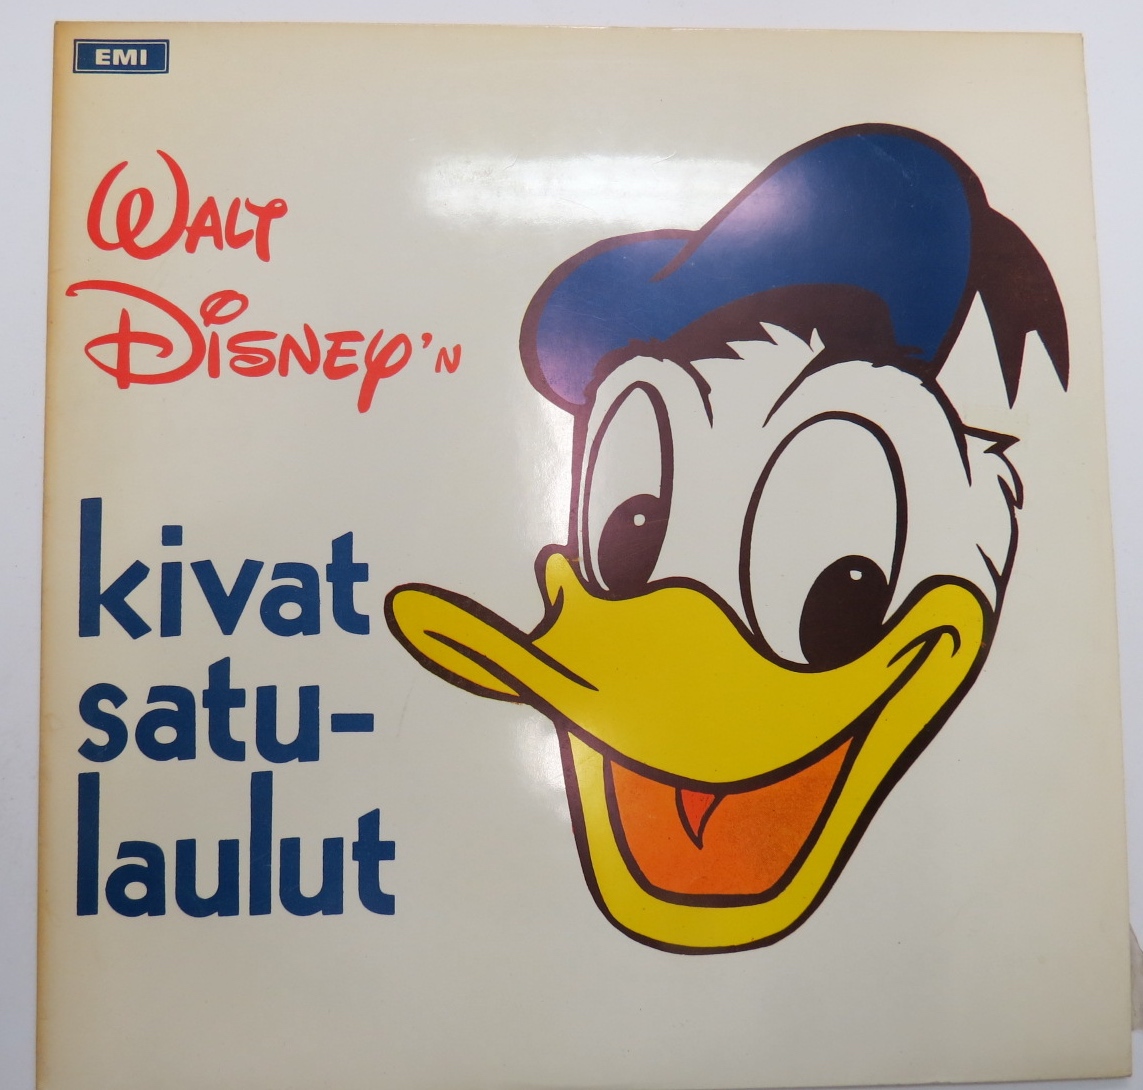 EMI
WALT
DISNEY'N
kivat
satu-
laulut